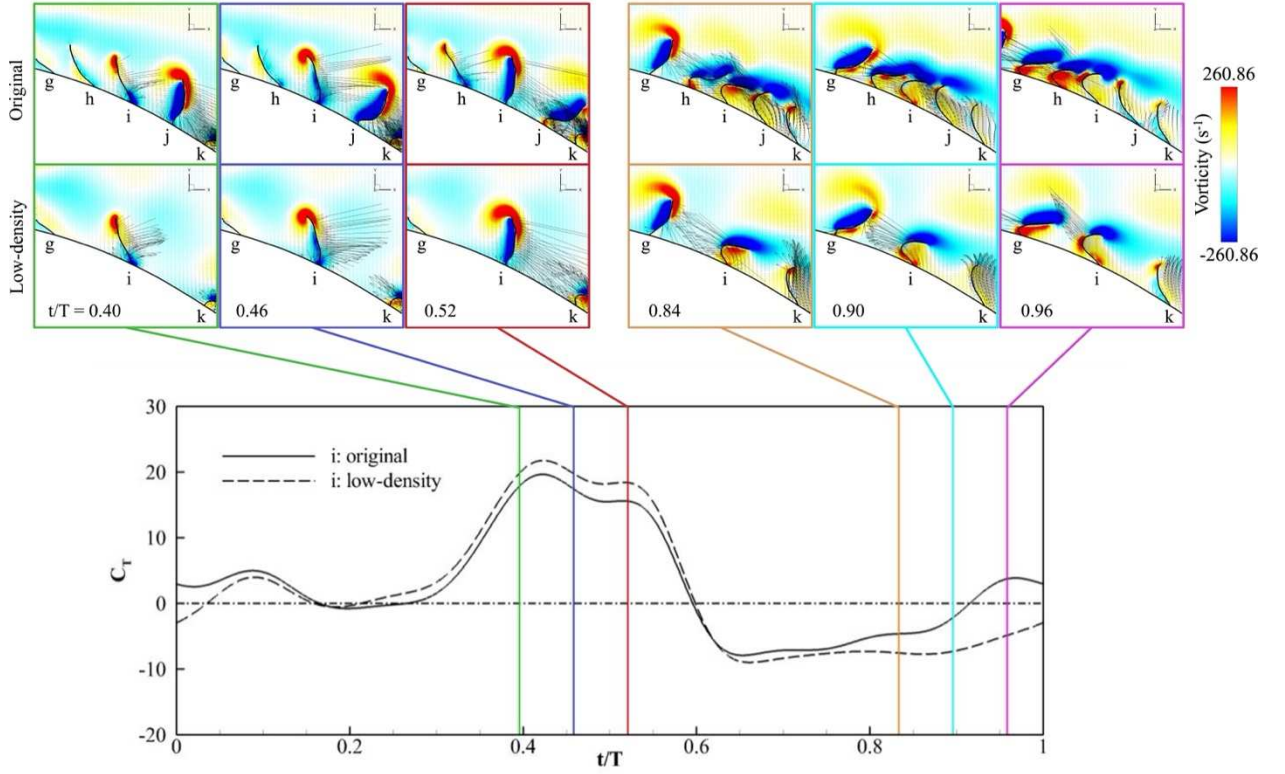 Original
g h i j k
g h i j k
g h i j k
g h i j k
g h i j k
g h i j k
260.86
Vorticity (s⁻¹)
-260.86
Low-density
g i k
t/T = 0.40
g i k
0.46
g i k
0.52
g i
0.84
g i
0.90
g i k
0.96
30
20
10
0
-10
-20
C_T
i: original
i: low-density
0 0.2 0.4 0.6 0.8 1
t/T